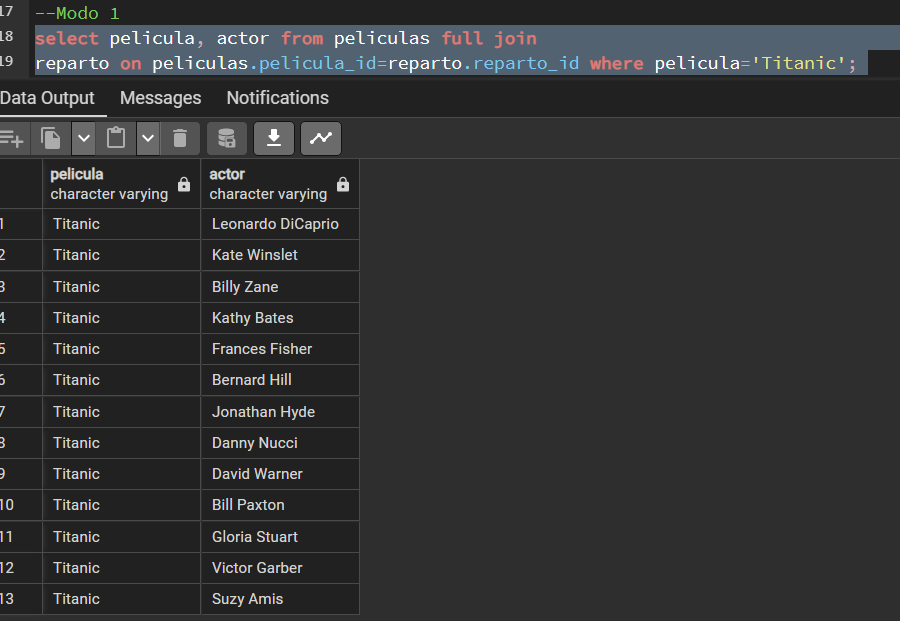 17 --Modo 1
18 select pelicula, actor from peliculas full join
19 reparto on peliculas.pelicula_id=reparto.reparto_id where pelicula='Titanic';
Data Output Messages Notifications
pelicula actor
character varying character varying
1 Titanic Leonardo DiCaprio
2 Titanic Kate Winslet
3 Titanic Billy Zane
4 Titanic Kathy Bates
5 Titanic Frances Fisher
6 Titanic Bernard Hill
7 Titanic Jonathan Hyde
8 Titanic Danny Nucci
9 Titanic David Warner
10 Titanic Bill Paxton
11 Titanic Gloria Stuart
12 Titanic Victor Garber
13 Titanic Suzy Amis